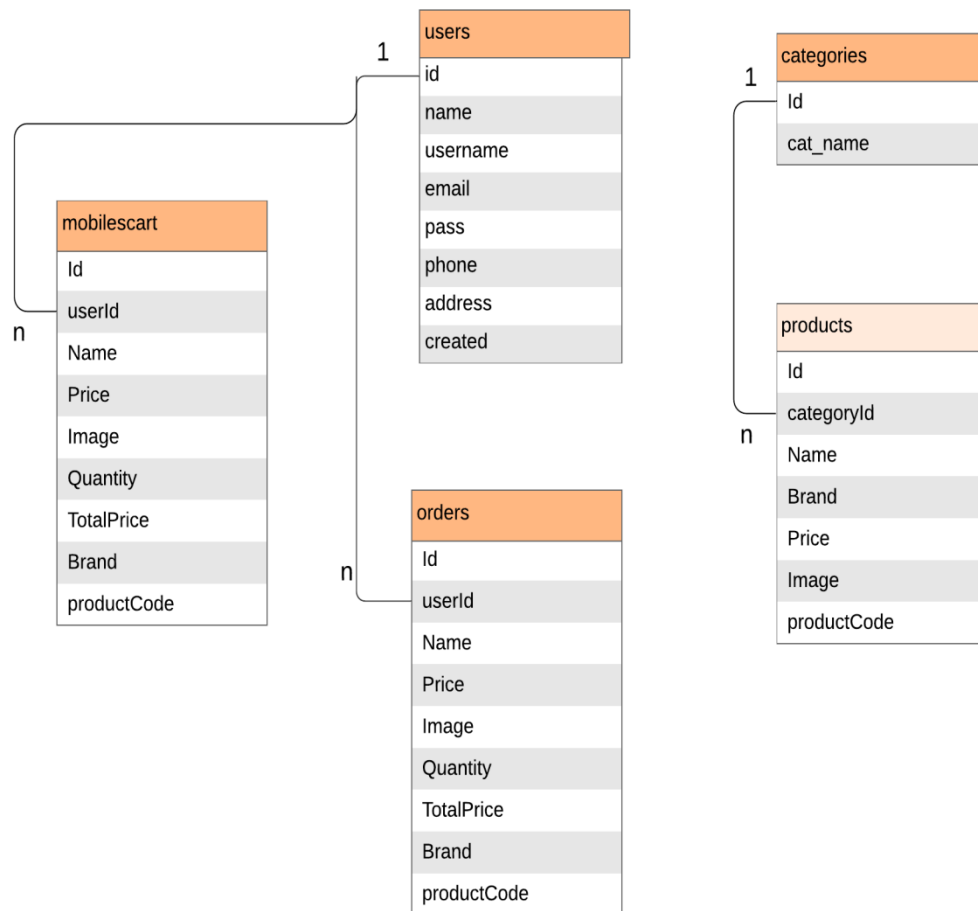 users
id
name
username
email
pass
phone
address
created
1
categories
Id
cat_name
1
mobilescart
Id
userId
Name
Price
Image
Quantity
TotalPrice
Brand
productCode
n
products
Id
categoryId
Name
Brand
Price
Image
productCode
n
orders
Id
userId
Name
Price
Image
Quantity
TotalPrice
Brand
productCode
n